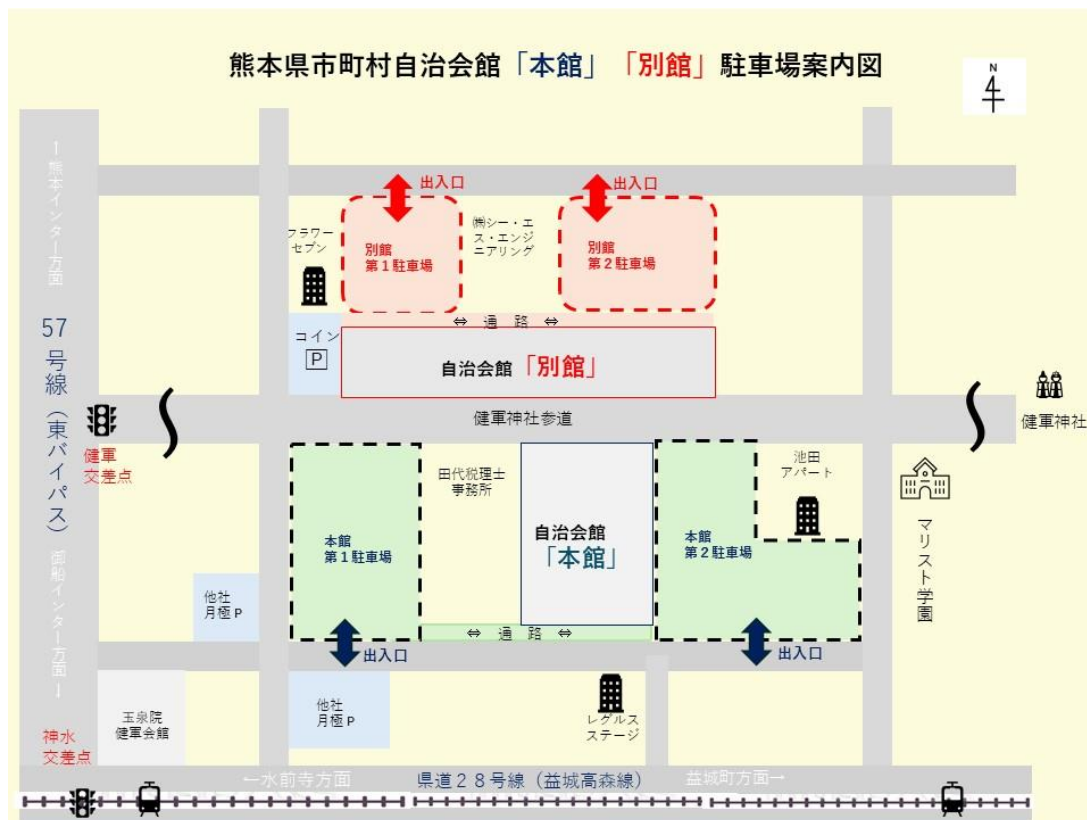 熊本県市町村自治会館「本館」「別館」駐車場案内図
N
←熊本インター方面
57号線（東バイパス）
御船インター方面→
出入口
出入口
フラワー
セブン
別館
第１駐車場
㈱シー・エ
ス・エンジ
ニアリング
別館
第２駐車場
⇔ 通 路 ⇔
コイン
P
自治会館「別館」
健軍神社参道
健軍
交差点
健軍神社
本館
第１駐車場
田代税理士
事務所
自治会館
「本館」
本館
第２駐車場
池田
アパート
マリスト学園
他社
月極Ｐ
⇔ 通 路 ⇔
出入口
出入口
玉泉院
健軍会館
他社
月極Ｐ
レグルス
ステージ
神水
交差点
←水前寺方面
県道２８号線（益城高森線）
益城町方面→